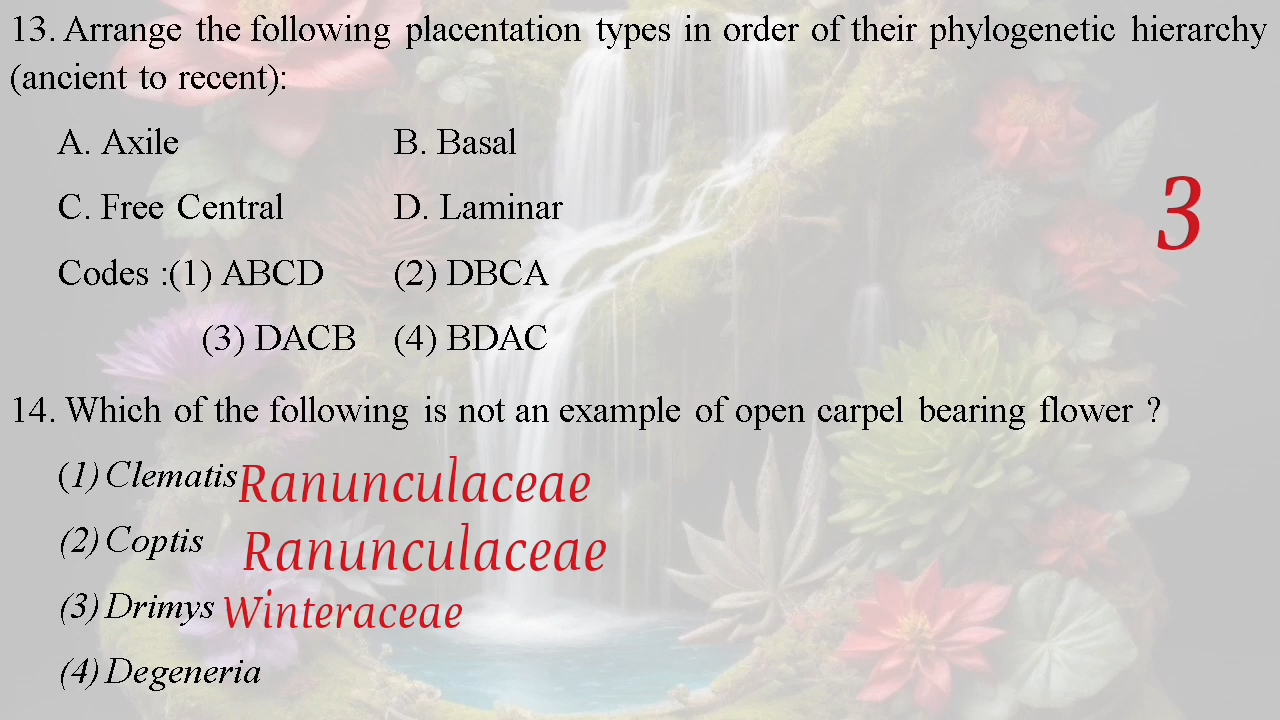 13. Arrange the following placentation types in order of their phylogenetic hierarchy
(ancient to recent):
A. Axile B. Basal
C. Free Central D. Laminar
3
Codes :(1) ABCD (2) DBCA
(3) DACB (4) BDAC
14. Which of the following is not an example of open carpel bearing flower ?
(1) Clematis Ranunculaceae
(2) Coptis Ranunculaceae
(3) Drimys Winteraceae
(4) Degeneria